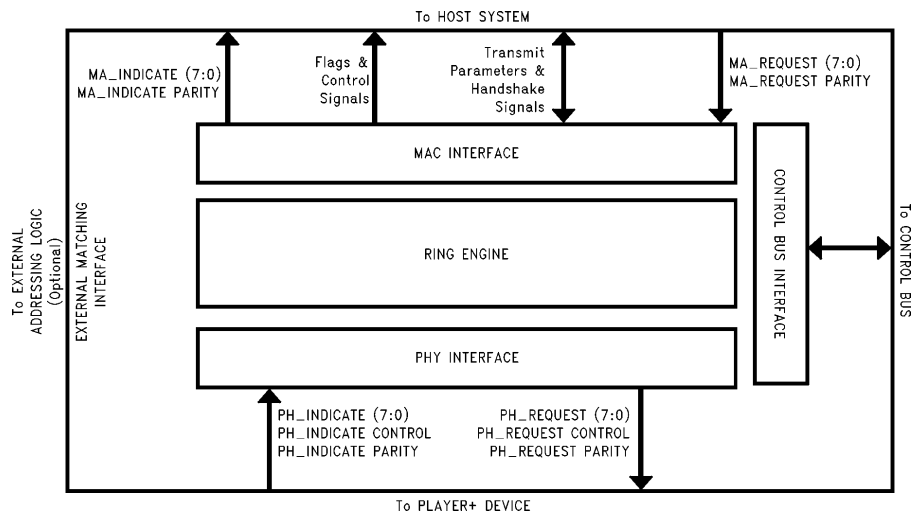 To HOST SYSTEM
MA_INDICATE (7:0)
MA_INDICATE PARITY
Flags &
Control
Signals
Transmit
Parameters &
Handshake
Signals
MA_REQUEST (7:0)
MA_REQUEST PARITY
MAC INTERFACE
RING ENGINE
PHY INTERFACE
CONTROL BUS INTERFACE
To CONTROL BUS
To EXTERNAL
ADDRESSING LOGIC
(Optional)
EXTERNAL MATCHING
INTERFACE
PH_INDICATE (7:0)
PH_INDICATE CONTROL
PH_INDICATE PARITY
PH_REQUEST (7:0)
PH_REQUEST CONTROL
PH_REQUEST PARITY
To PLAYER+ DEVICE